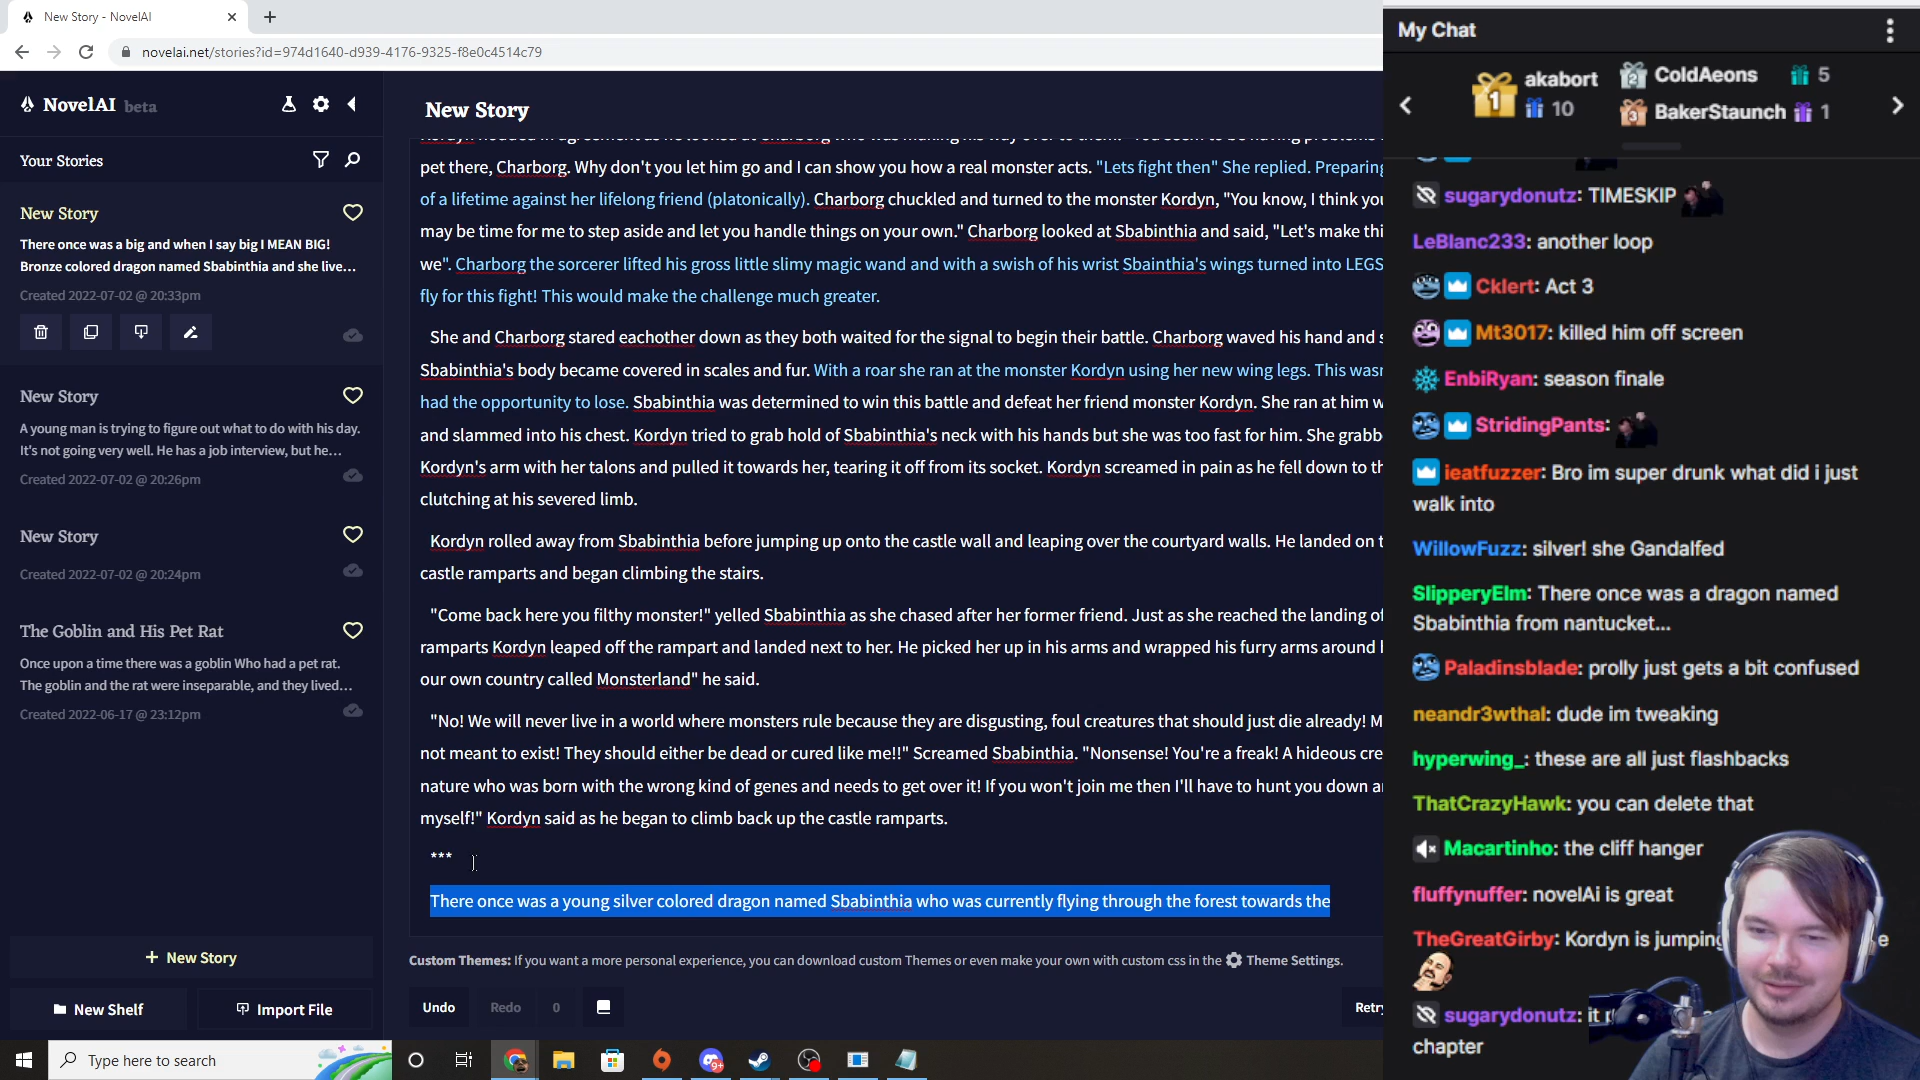 New Story - NovelAI
novelai.net/stories?id=974d1640-d939-4176-9325-f8e0c4514c79
NovelAI beta
Your Stories
New Story
There once was a big and when I say big I MEAN BIG!
Bronze colored dragon named Sbabinthia and she live...
Created 2022-07-02 @ 20:33pm
New Story
A young man is trying to figure out what to do with his day.
It's not going very well. He has a job interview, but he...
Created 2022-07-02 @ 20:26pm
New Story
Created 2022-07-02 @ 20:24pm
The Goblin and His Pet Rat
Once upon a time there was a goblin Who had a pet rat.
The goblin and the rat were inseparable, and they lived...
Created 2022-06-17 @ 23:12pm
+ New Story
New Shelf
Import File
New Story
pet there, Charborg. Why don't you let him go and I can show you how a real monster acts. "Lets fight then" She replied. Preparing
of a lifetime against her lifelong friend (platonically). Charborg chuckled and turned to the monster Kordyn, "You know, I think you
may be time for me to step aside and let you handle things on your own." Charborg looked at Sbabinthia and said, "Let's make thi
we". Charborg the sorcerer lifted his gross little slimy magic wand and with a swish of his wrist Sbainthia's wings turned into LEGS
fly for this fight! This would make the challenge much greater.
She and Charborg stared eachother down as they both waited for the signal to begin their battle. Charborg waved his hand and s
Sbabinthia's body became covered in scales and fur. With a roar she ran at the monster Kordyn using her new wing legs. This wasn
had the opportunity to lose. Sbabinthia was determined to win this battle and defeat her friend monster Kordyn. She ran at him w
and slammed into his chest. Kordyn tried to grab hold of Sbabinthia's neck with his hands but she was too fast for him. She grabb
Kordyn's arm with her talons and pulled it towards her, tearing it off from its socket. Kordyn screamed in pain as he fell down to th
clutching at his severed limb.
Kordyn rolled away from Sbabinthia before jumping up onto the castle wall and leaping over the courtyard walls. He landed on t
castle ramparts and began climbing the stairs.
"Come back here you filthy monster!" yelled Sbabinthia as she chased after her former friend. Just as she reached the landing of
ramparts Kordyn leaped off the rampart and landed next to her. He picked her up in his arms and wrapped his furry arms around
our own country called Monsterland" he said.
"No! We will never live in a world where monsters rule because they are disgusting, foul creatures that should just die already! M
not meant to exist! They should either be dead or cured like me!!" Screamed Sbabinthia. "Nonsense! You're a freak! A hideous cre
nature who was born with the wrong kind of genes and needs to get over it! If you won't join me then I'll have to hunt you down a
myself!" Kordyn said as he began to climb back up the castle ramparts.
***
There once was a young silver colored dragon named Sbabinthia who was currently flying through the forest towards the
Custom Themes: If you want a more personal experience, you can download custom Themes or even make your own with custom css in the Theme Settings.
Undo
Redo
0
Retry
Type here to search
9+
My Chat
1
akabort
10
2
ColdAeons
5
3
BakerStaunch
1
sugarydonutz: TIMESKIP
LeBlanc233: another loop
Cklert: Act 3
Mt3017: killed him off screen
EnbiRyan: season finale
StridingPants:
ieatfuzzer: Bro im super drunk what did i just
walk into
WillowFuzz: silver! she Gandalfed
SlipperyElm: There once was a dragon named
Sbabinthia from nantucket...
Paladinsblade: prolly just gets a bit confused
neandr3wthal: dude im tweaking
hyperwing_: these are all just flashbacks
ThatCrazyHawk: you can delete that
Macartinho: the cliff hanger
fluffynuffer: novelAi is great
TheGreatGirby: Kordyn is jumping
sugarydonutz: it
chapter